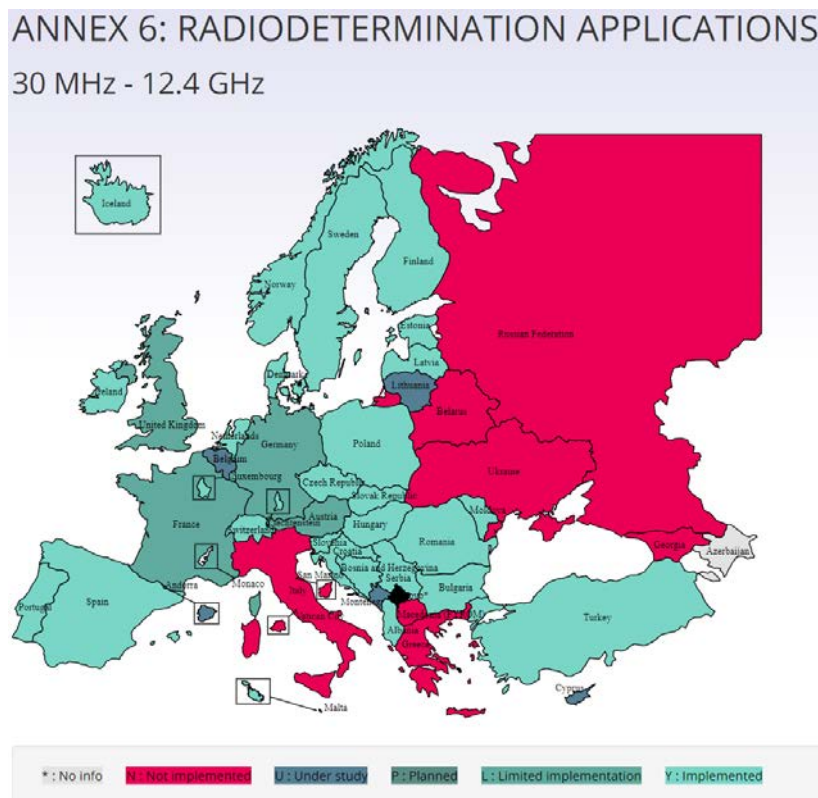 ANNEX 6: RADIODETERMINATION APPLICATIONS
30 MHz - 12.4 GHz
Iceland
Sweden
Finland
Norway
Russian Federation
Estonia
Latvia
Denmark
Lithuania
Ireland
Belarus
United Kingdom
Netherlands
Germany
Poland
Belgium
Luxembourg
Czech Republic
Ukraine
Slovak Republic
Moldova
France
Austria
Liechtenstein
Switzerland
Hungary
Slovenia
Romania
Georgia
Azerbaijan
Croatia
Bosnia and Herzegovina
San Marino
Serbia
Andorra
Monaco
Italy
Bulgaria
Portugal
Spain
Montenegro
Turkey
Albania
Greece
Cyprus
Malta
* : No info
N : Not implemented
U : Under study
P : Planned
L : Limited implementation
Y : Implemented